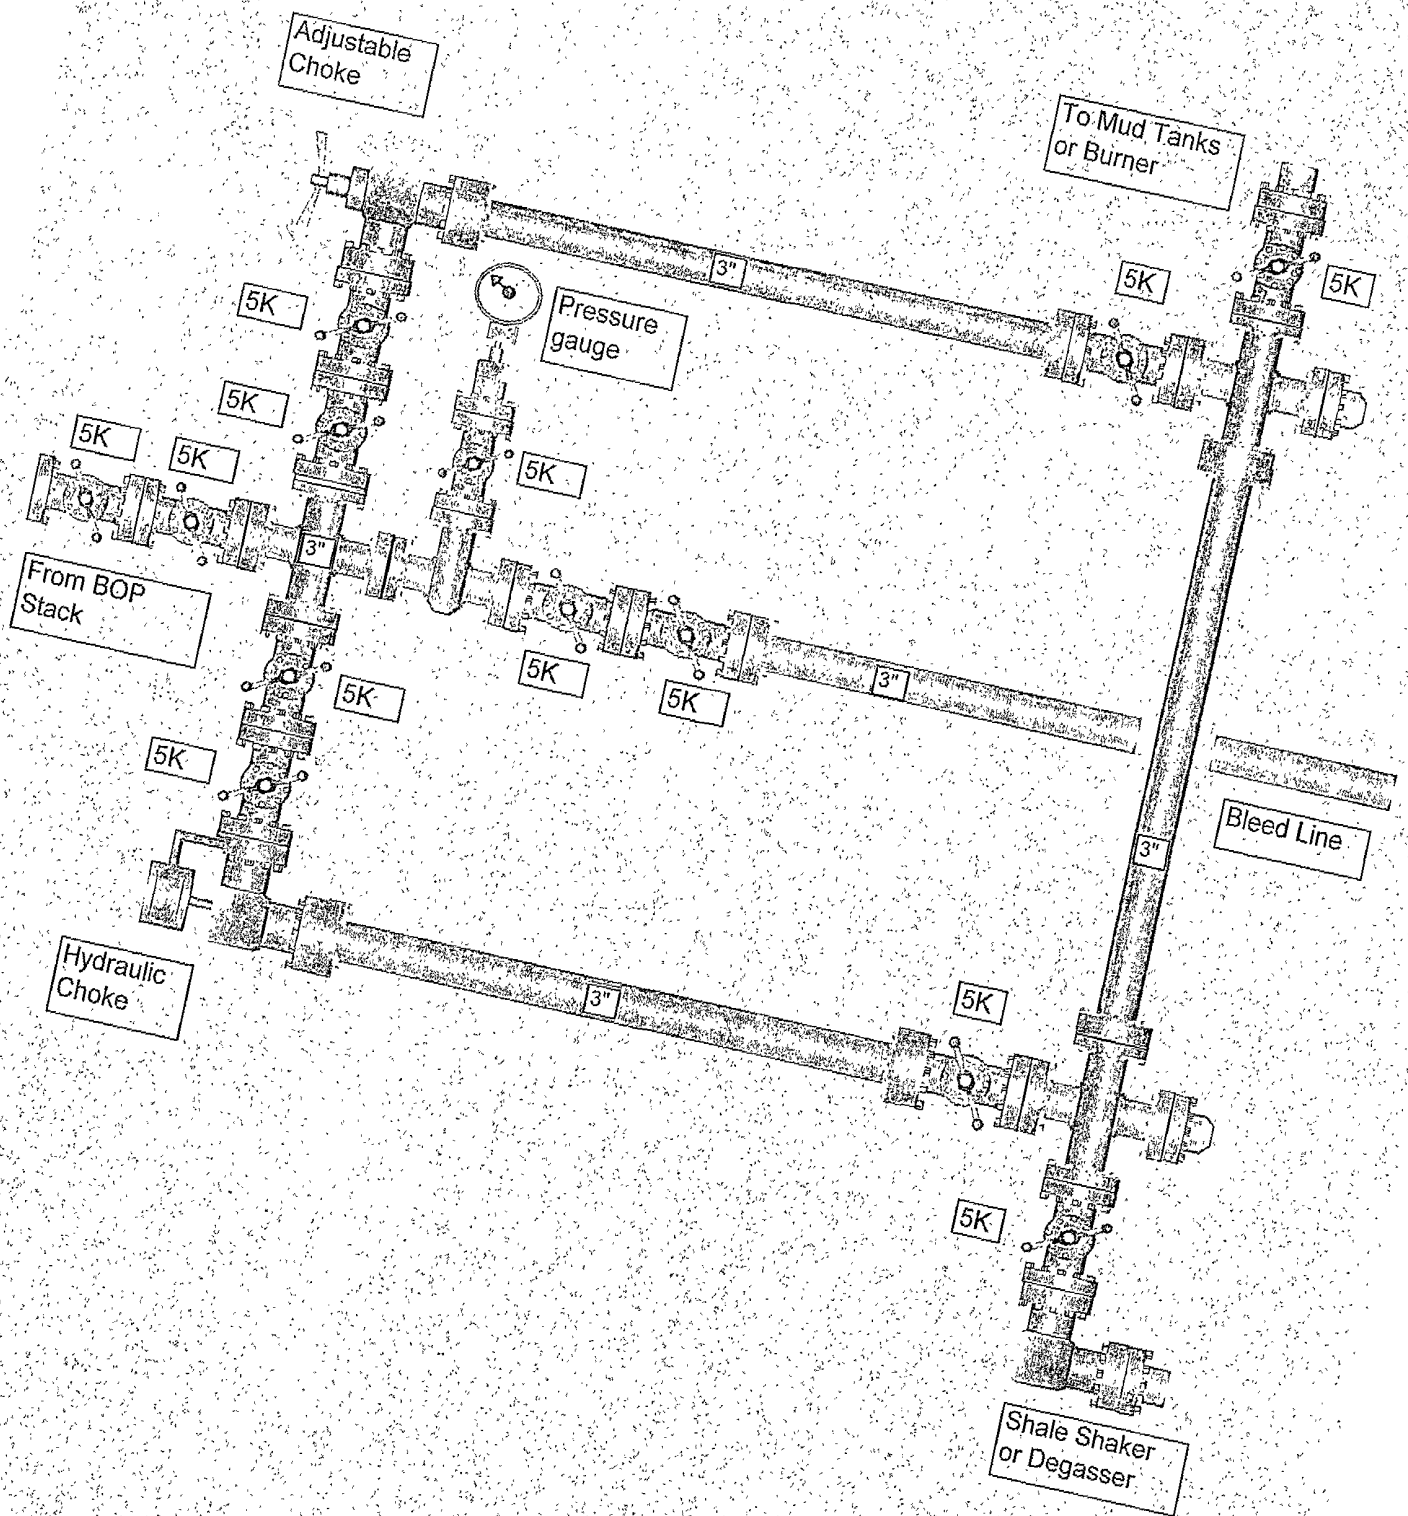 Adjustable
Choke
To Mud Tanks
or Burner
3"
5K
5K
5K
Pressure
gauge
5K
5K
5K
5K
3"
From BOP
Stack
5K
5K
5K
3"
5K
Bleed Line
3"
Hydraulic
Choke
3"
5K
5K
Shale Shaker
or Degasser